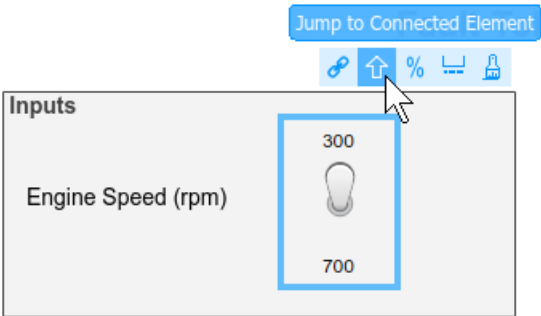 Jump to Connected Element
%
Inputs
300
Engine Speed (rpm)
700